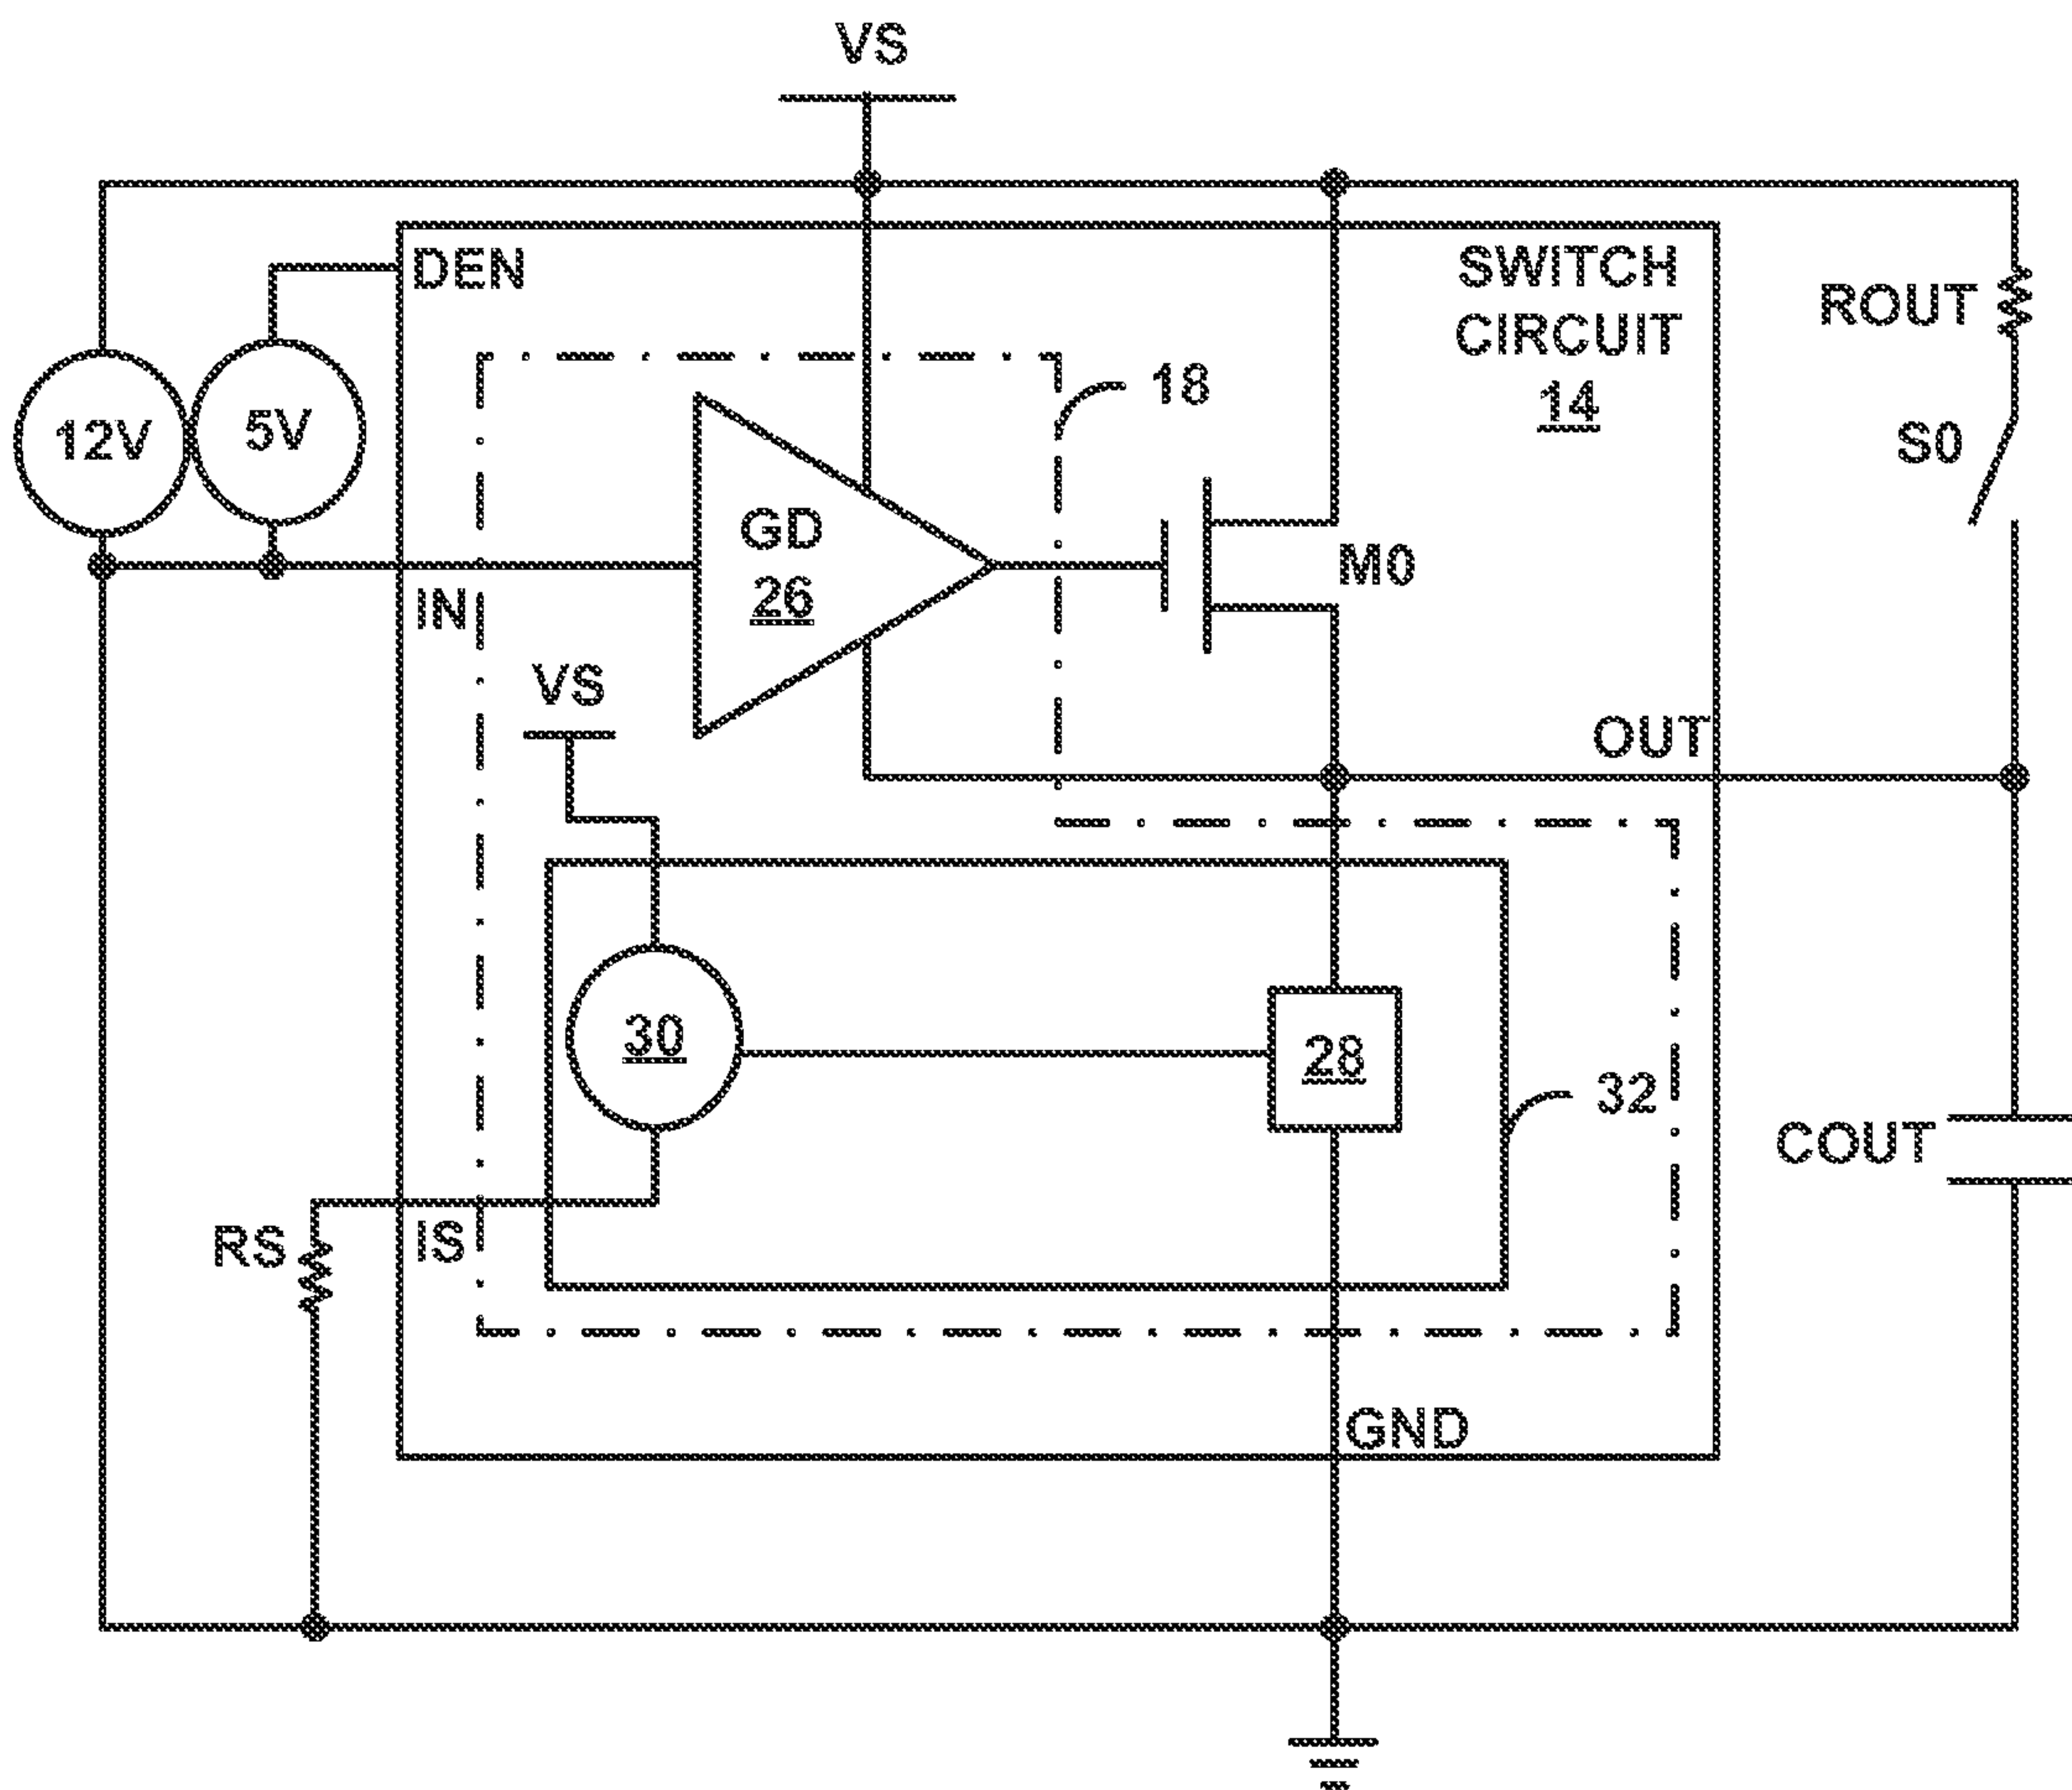 VS
DEN
SWITCH
CIRCUIT
14
ROUT
18
12V
5V
S0
GD
26
M0
IN
VS
OUT
30
28
32
COUT
RS
IS
GND